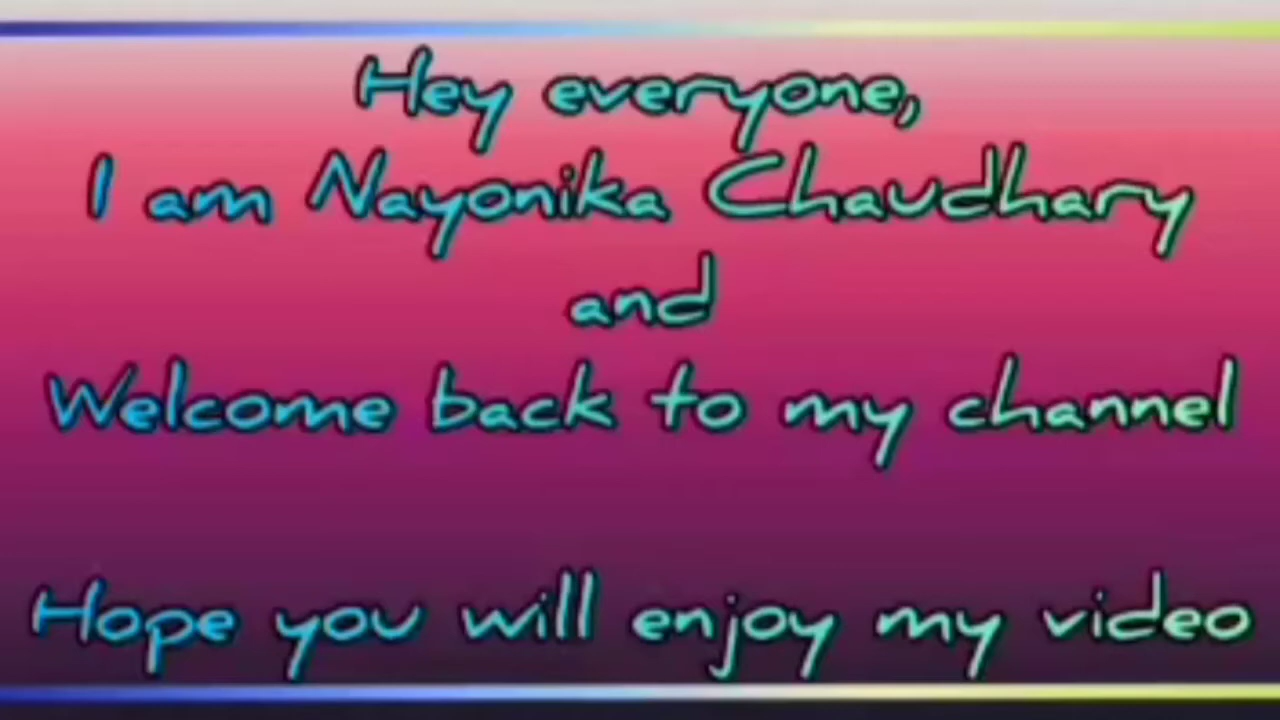 Hey everyone,
I am Nayonika Chaudhary
and
Welcome back to my channel
Hope you will enjoy my video